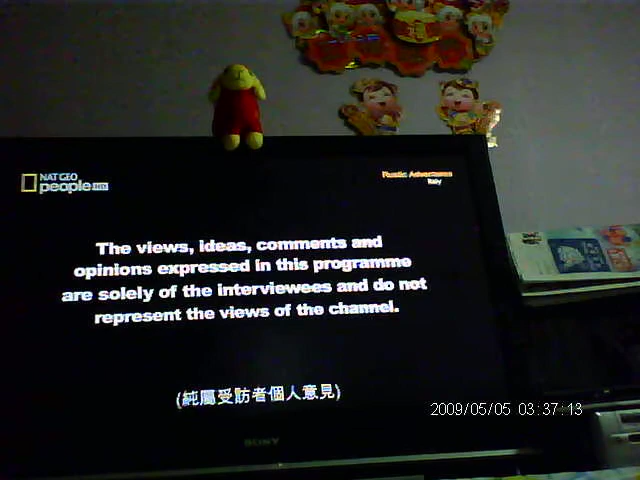 NAT GEO
people HD
Rustic Adventures
Italy
The views, ideas, comments and
opinions expressed in this programme
are solely of the interviewees and do not
represent the views of the channel.
(純屬受訪者個人意見)
2009/05/05 03:37:13
SONY